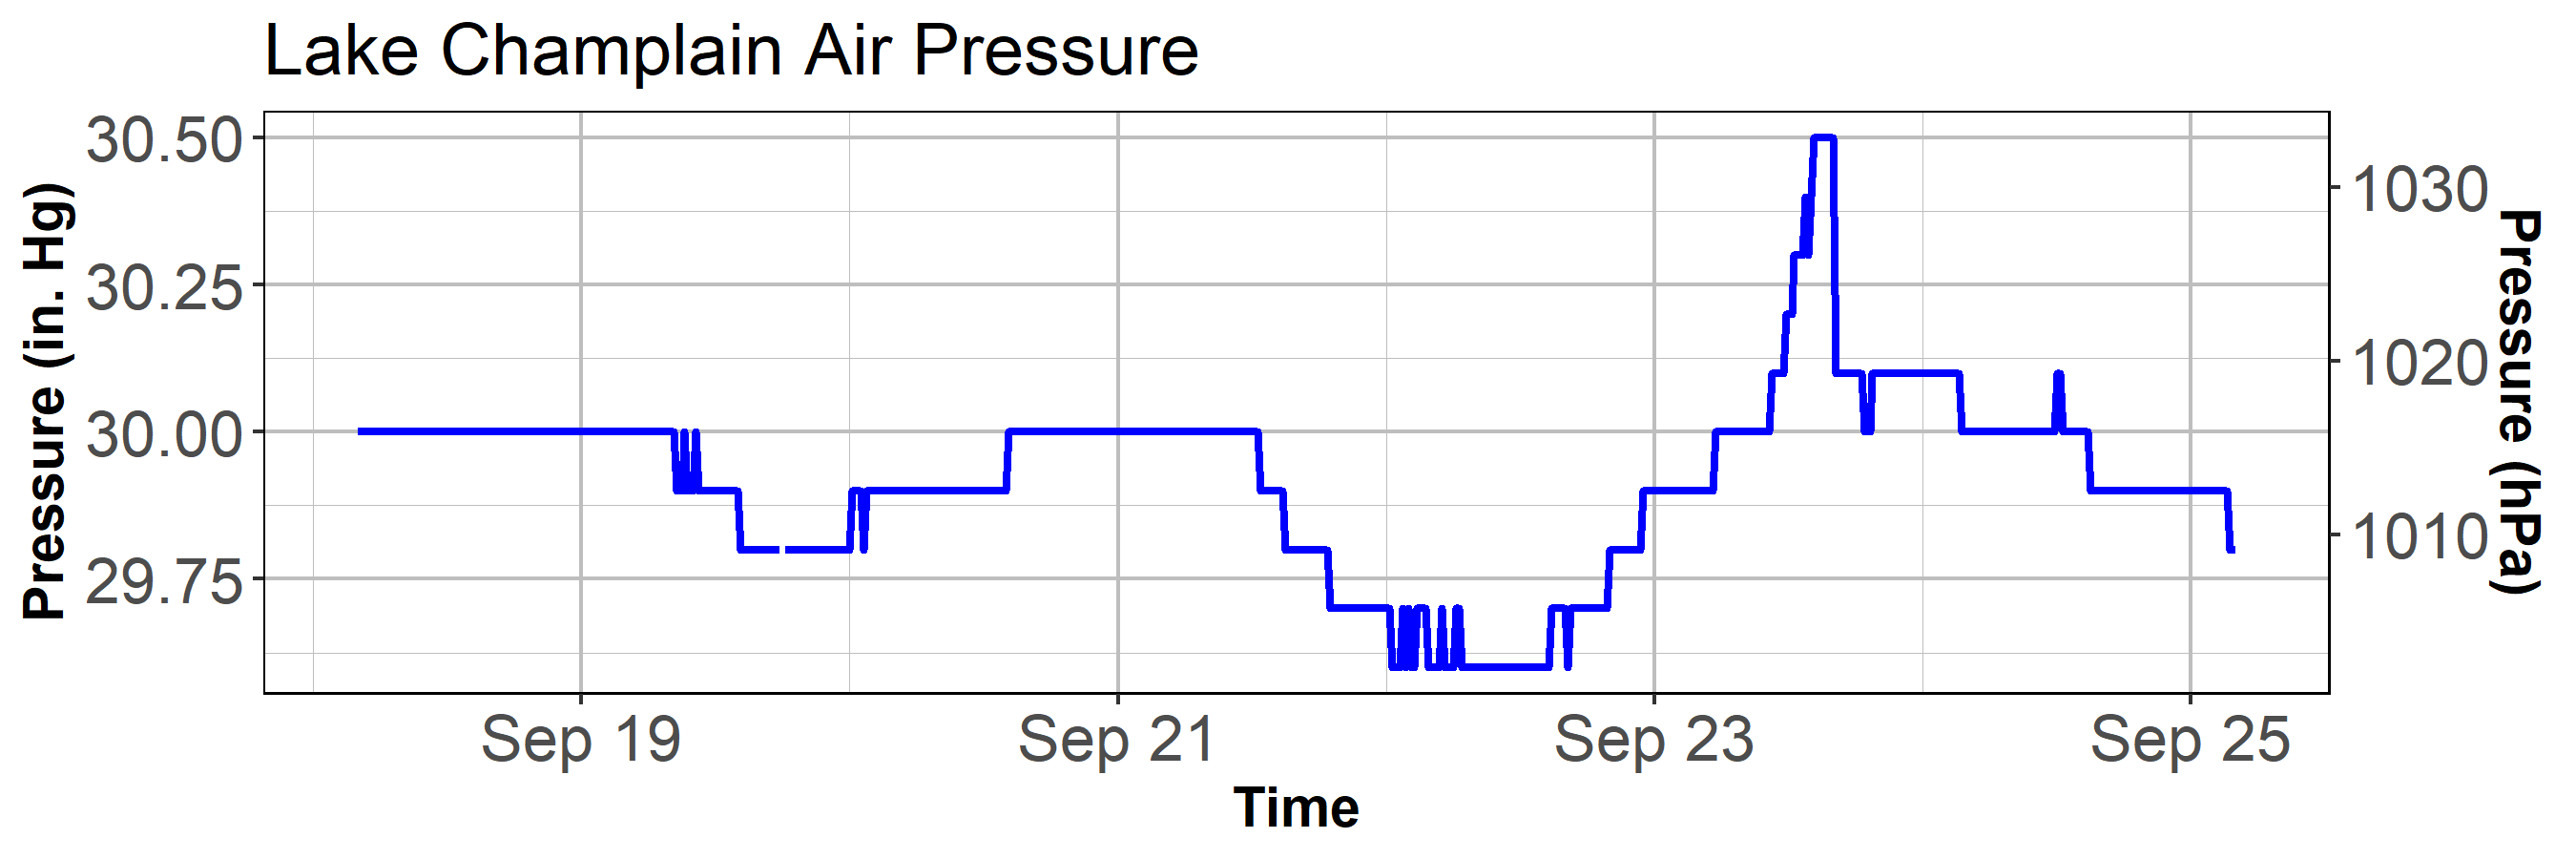 Lake Champlain Air Pressure
Pressure (in. Hg)
30.50
30.25
30.00
29.75
1030
1020
1010
Pressure (hPa)
Sep 19
Sep 21
Sep 23
Sep 25
Time